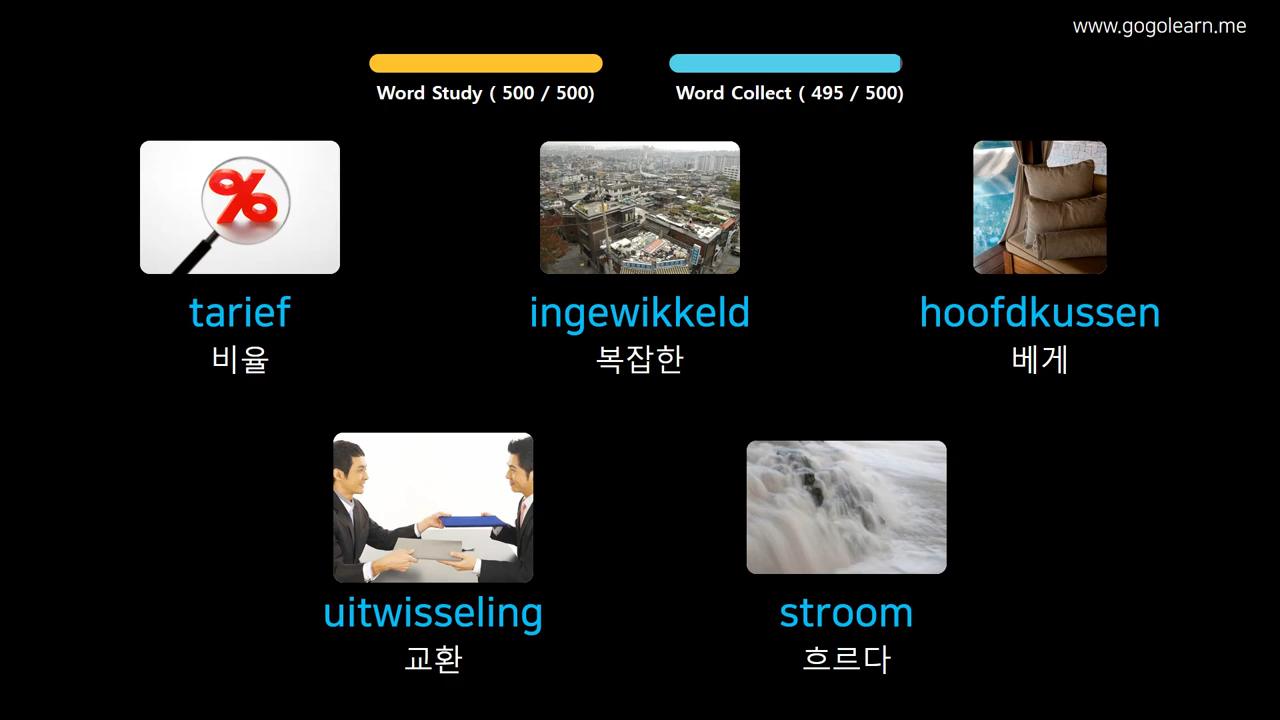 www.gogolearn.me
Word Study ( 500 / 500)
Word Collect ( 495 / 500)
tarief
비율
ingewikkeld
복잡한
hoofdkussen
베게
uitwisseling
교환
stroom
흐르다